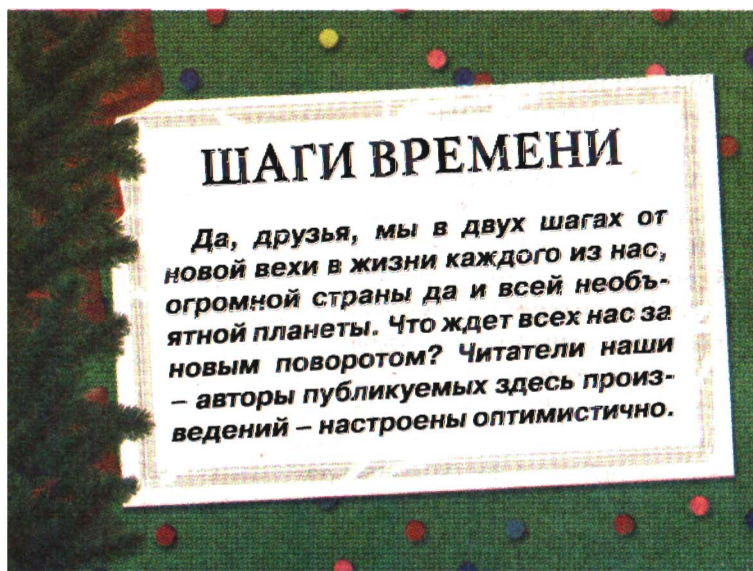 ШАГИ ВРЕМЕНИ
Да, друзья, мы в двух шагах от
новой вехи в жизни каждого из нас,
огромной страны да и всей необъ-
ятной планеты. Что ждет всех нас за
новым поворотом? Читатели наши
– авторы публикуемых здесь произ-
ведений – настроены оптимистично.